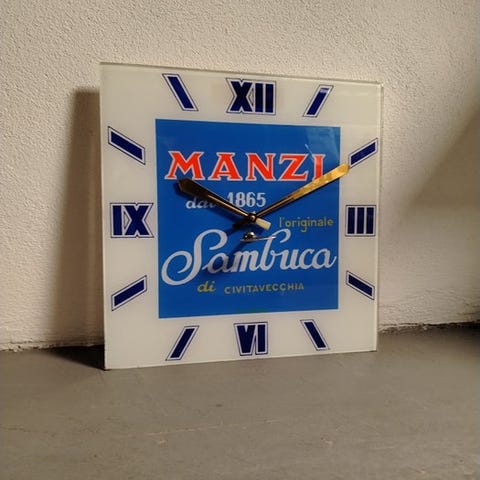 XII
MANZI
dal 1865
IX
l'originale
III
Sambuca
di CIVITAVECCHIA
VI